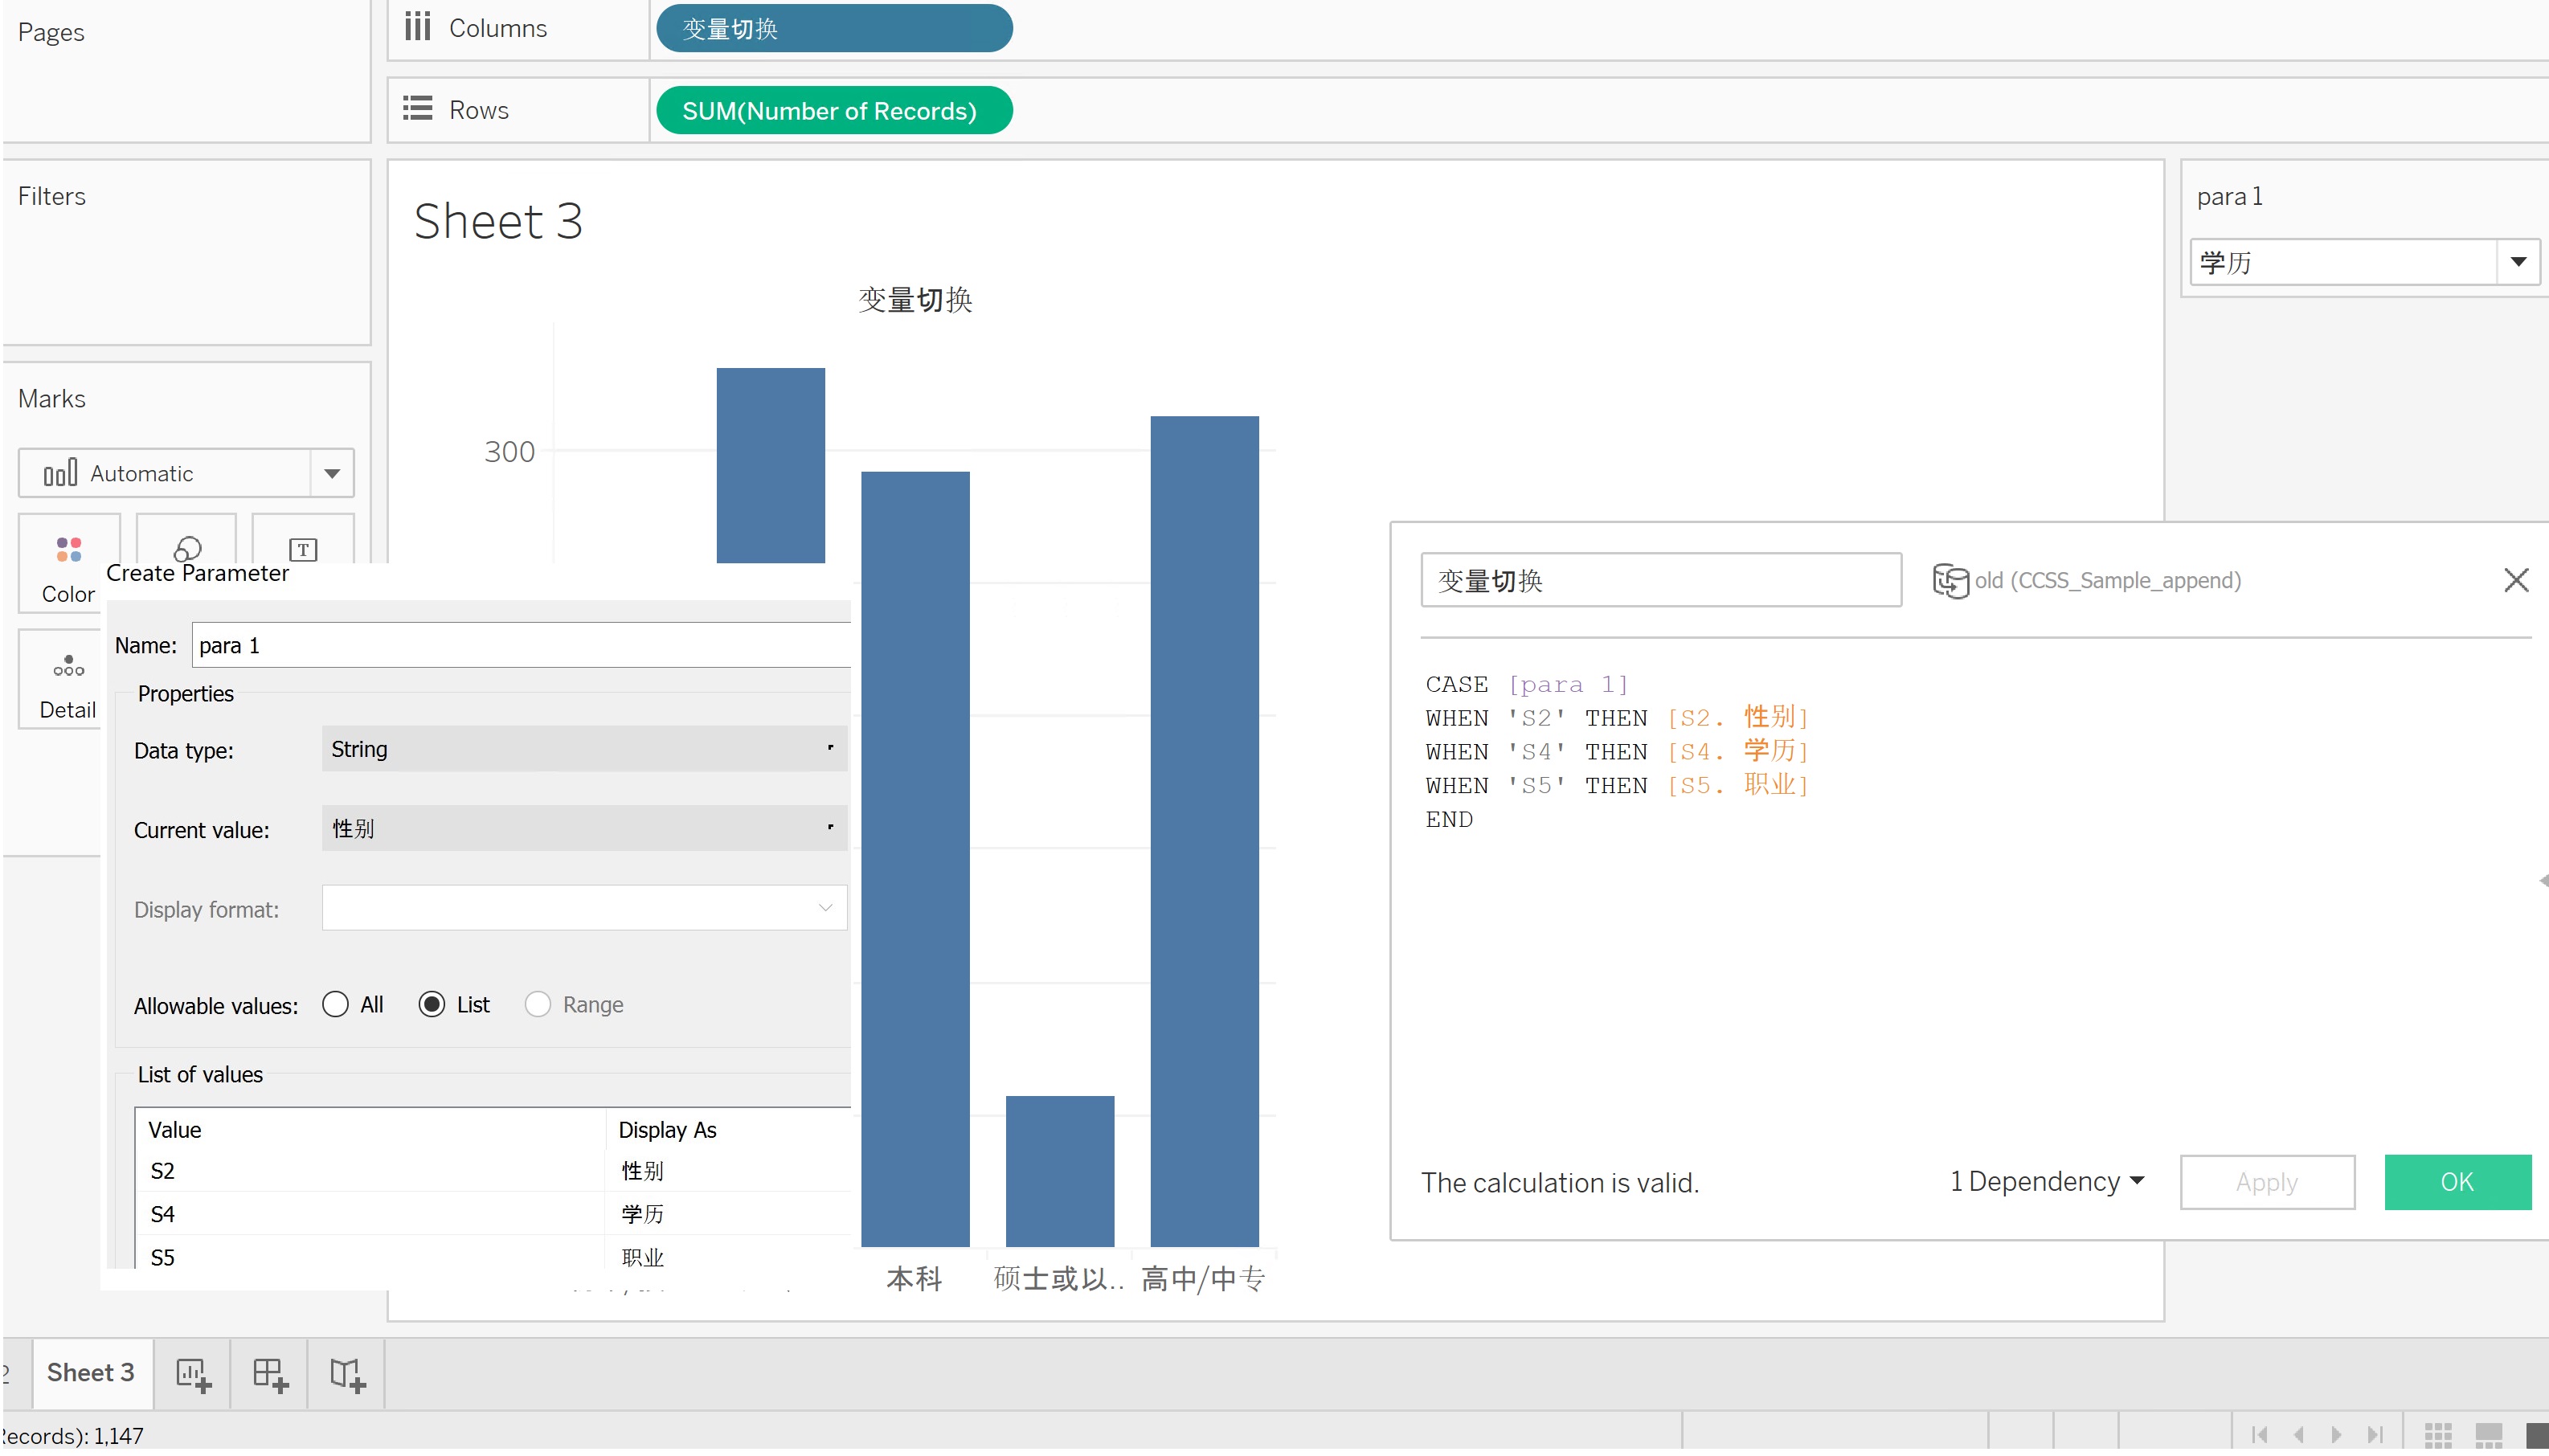 Pages
Columns
变量切换
Rows
SUM(Number of Records)
Filters
Sheet 3
para 1
学历
变量切换
Marks
Automatic
300
Color
Detail
Create Parameter
Name:
para 1
Properties
Data type:
String
Current value:
性别
Display format:
Allowable values:
All
List
Range
List of values
Value
Display As
S2
性别
S4
学历
S5
职业
本科
硕士或以..
高中/中专
变量切换
old (CCSS_Sample_append)
CASE [para 1]
WHEN 'S2' THEN [S2. 性别]
WHEN 'S4' THEN [S4. 学历]
WHEN 'S5' THEN [S5. 职业]
END
The calculation is valid.
1 Dependency
Apply
OK
Sheet 3
ecords): 1,147